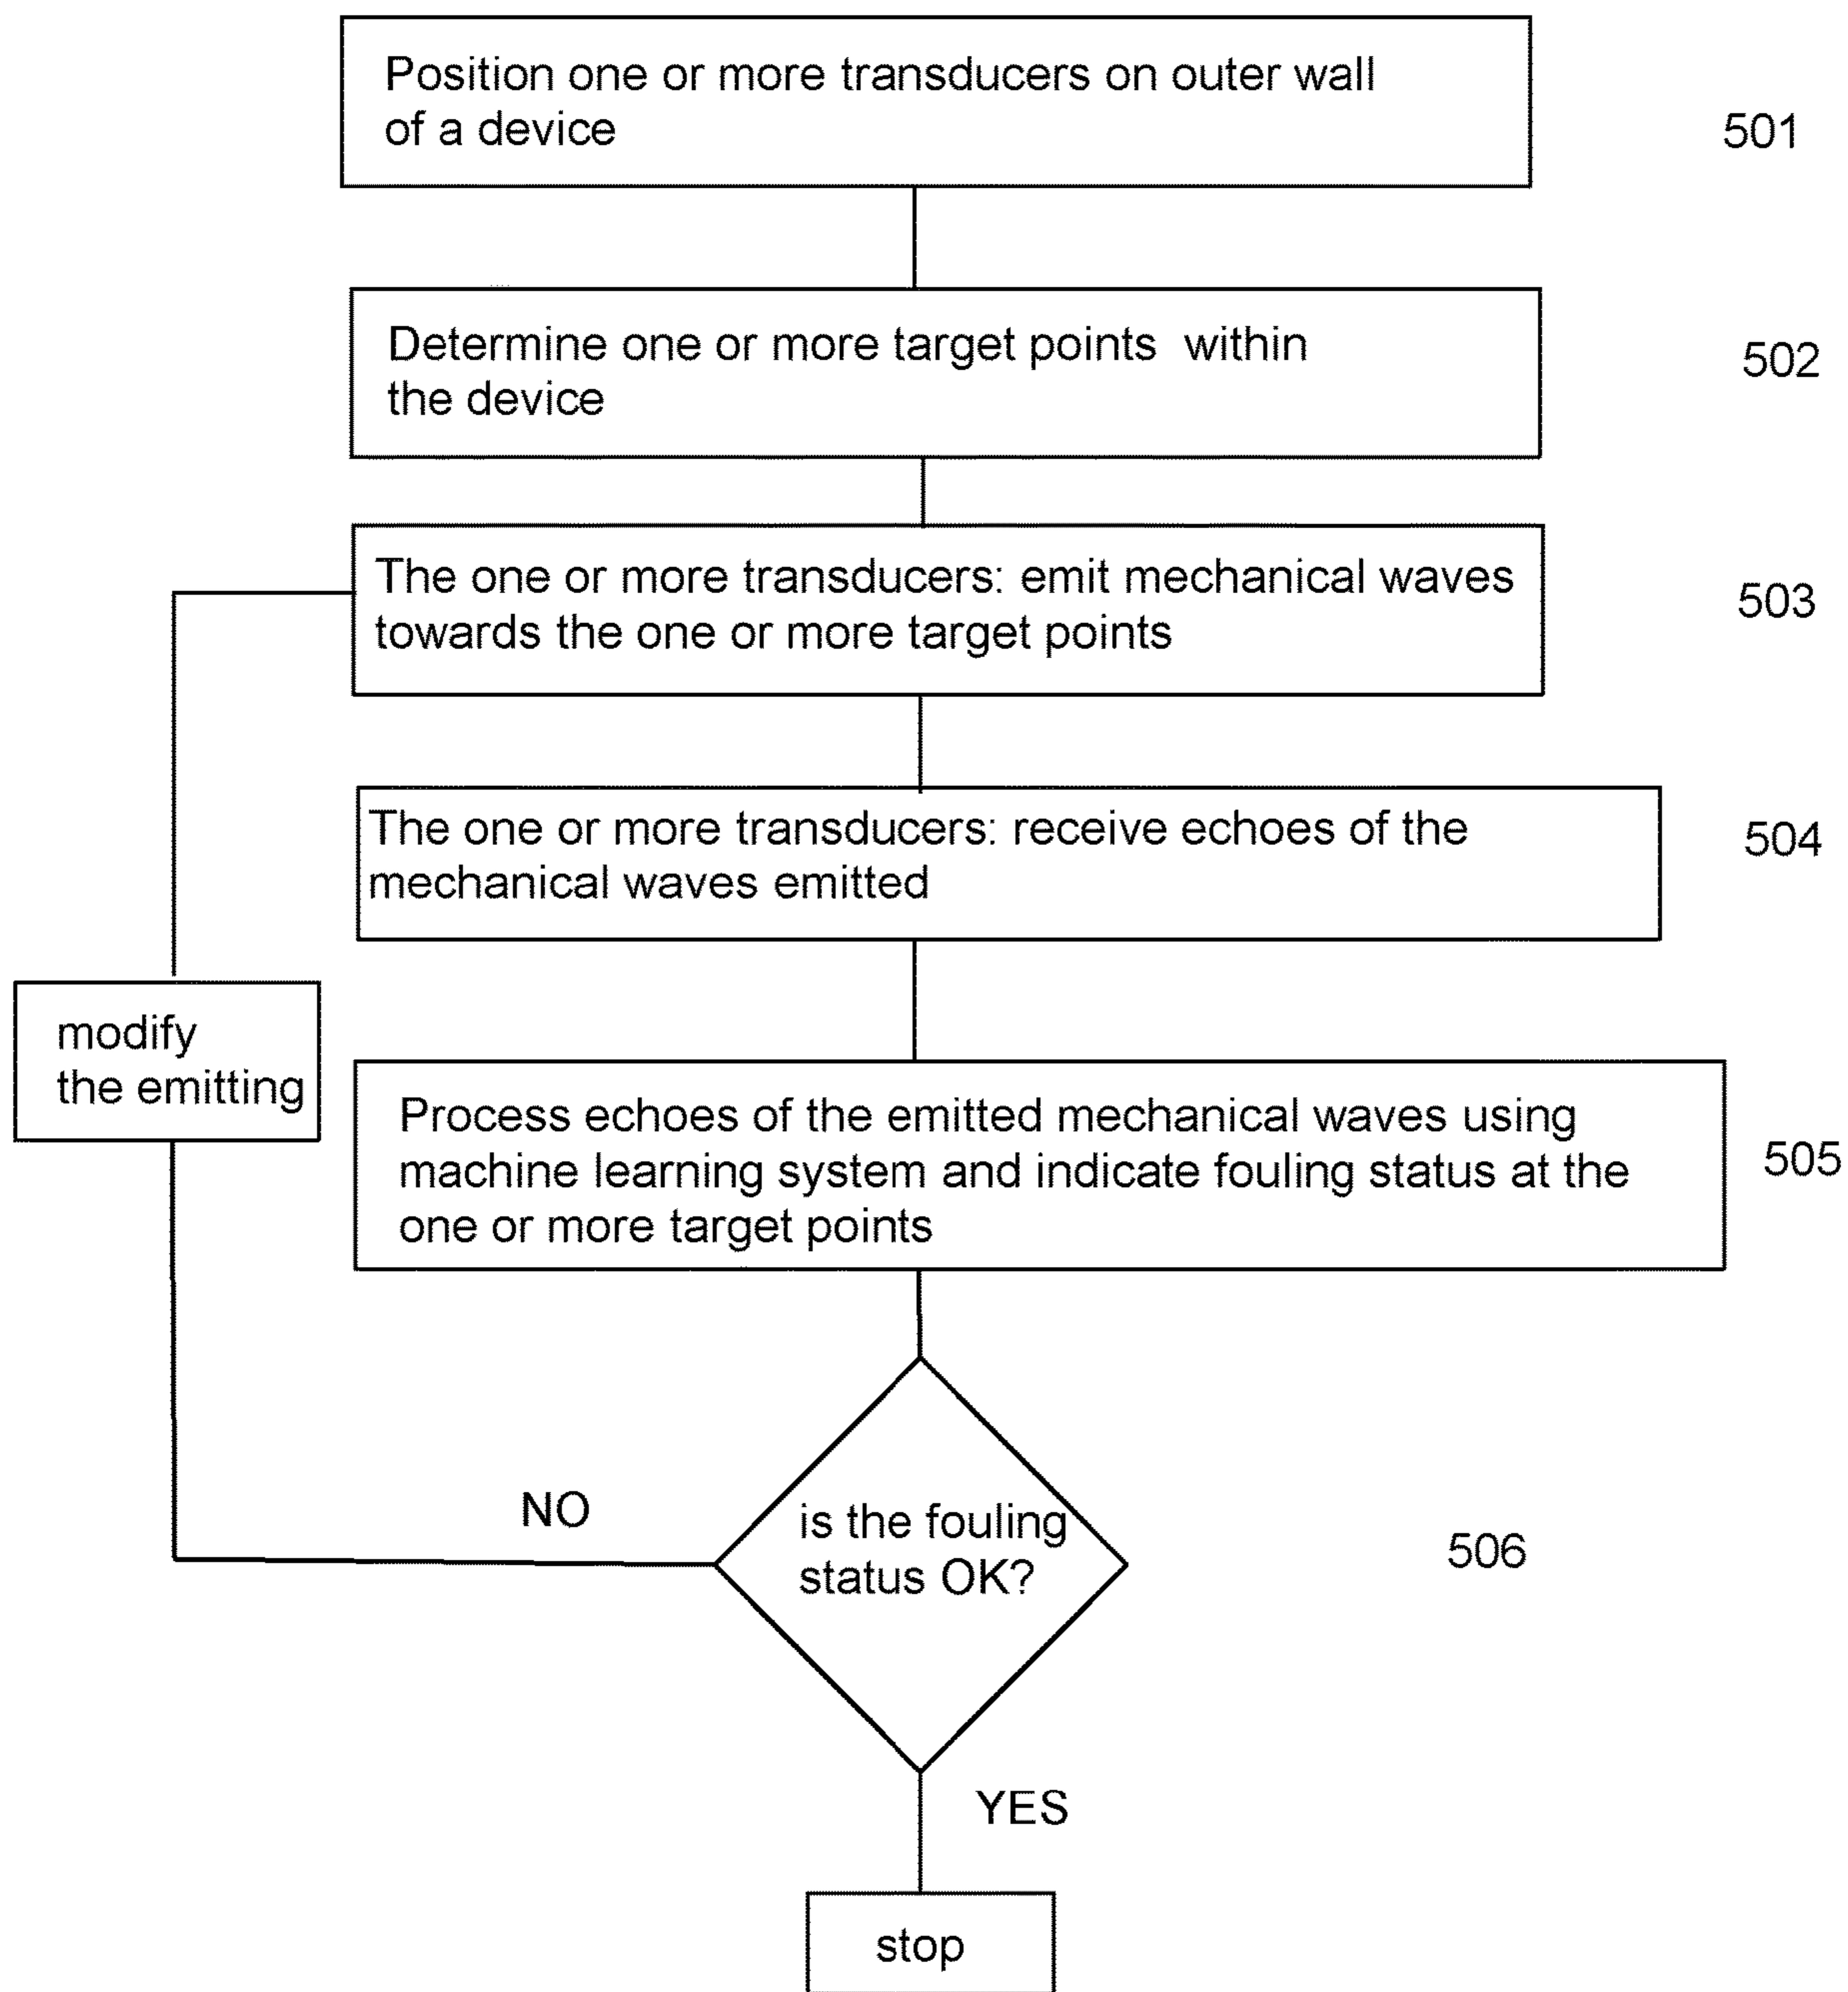 Position one or more transducers on outer wall
of a device
501
Determine one or more target points within
the device
502
The one or more transducers: emit mechanical waves
towards the one or more target points
503
The one or more transducers: receive echoes of the
mechanical waves emitted
504
modify
the emitting
Process echoes of the emitted mechanical waves using
machine learning system and indicate fouling status at the
one or more target points
505
NO
is the fouling
status OK?
506
YES
stop